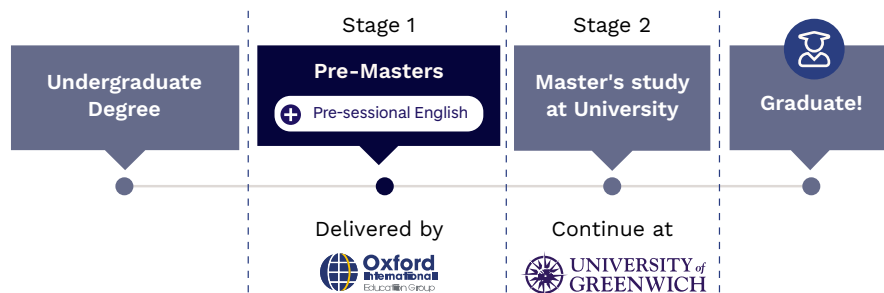 Stage 1
Stage 2
Undergraduate
Degree
Pre-Masters
Pre-sessional English
Master's study
at University
Graduate!
Delivered by
Continue at
Oxford
International
Education Group
UNIVERSITY of
GREENWICH